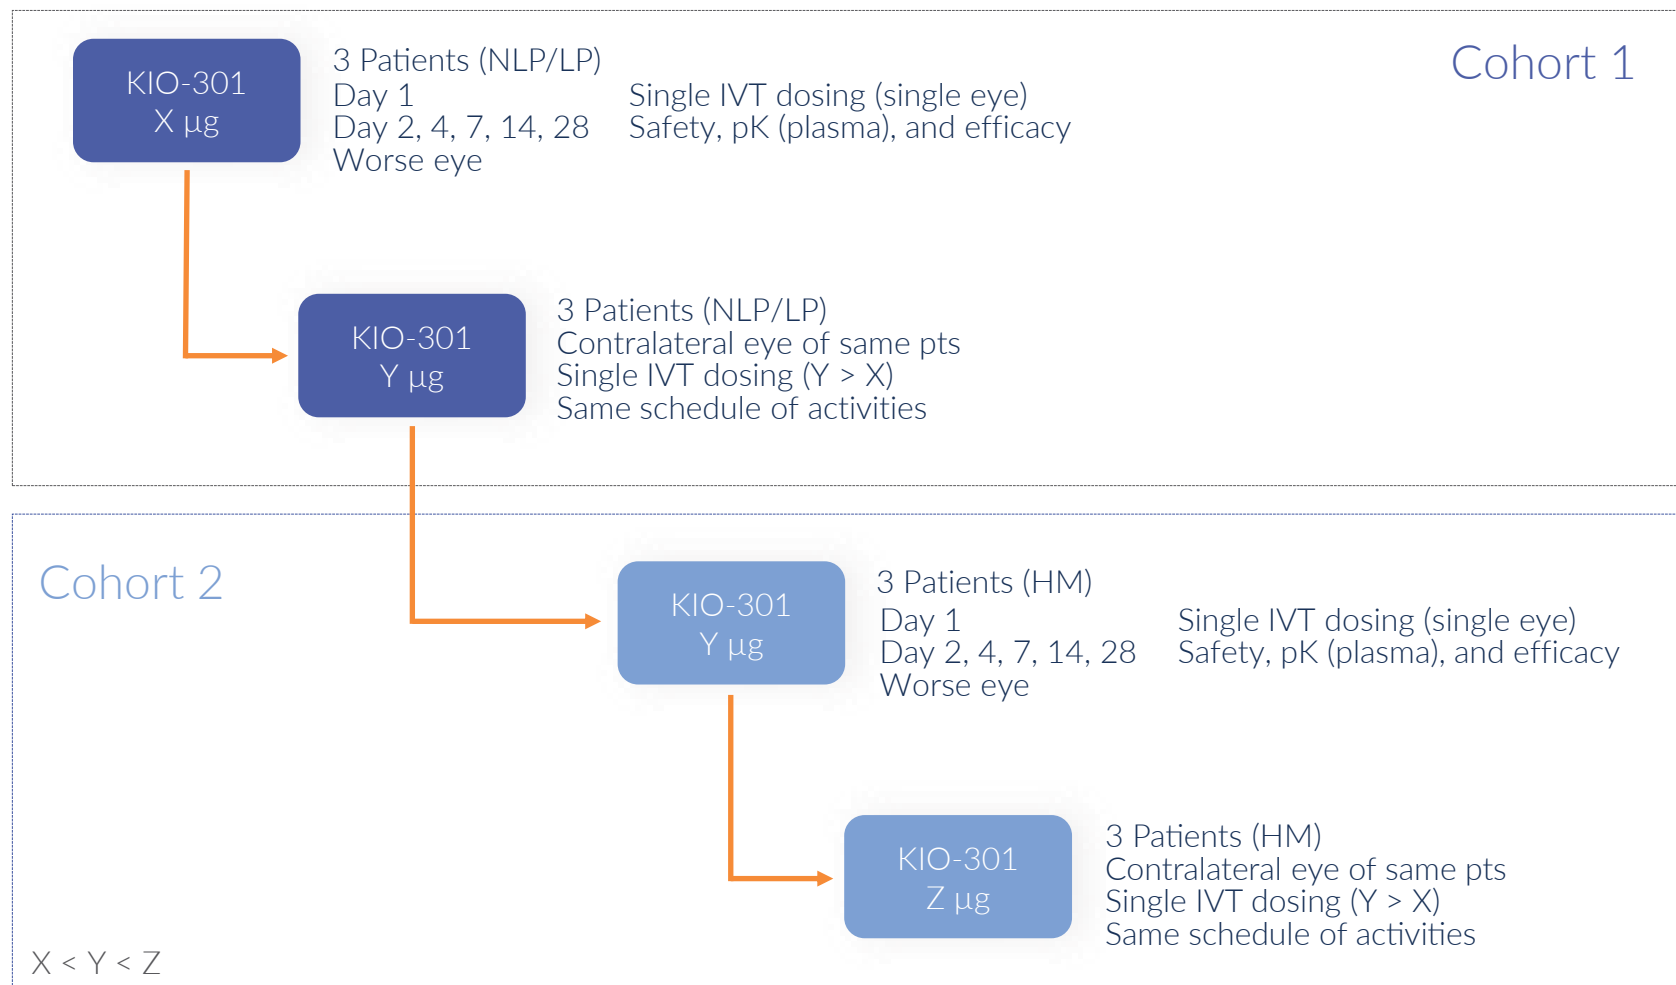 Cohort 1
KIO-301
X µg
3 Patients (NLP/LP)
Day 1 Single IVT dosing (single eye)
Day 2, 4, 7, 14, 28 Safety, pK (plasma), and efficacy
Worse eye
KIO-301
Y µg
3 Patients (NLP/LP)
Contralateral eye of same pts
Single IVT dosing (Y > X)
Same schedule of activities
Cohort 2
KIO-301
Y µg
3 Patients (HM)
Day 1 Single IVT dosing (single eye)
Day 2, 4, 7, 14, 28 Safety, pK (plasma), and efficacy
Worse eye
KIO-301
Z µg
3 Patients (HM)
Contralateral eye of same pts
Single IVT dosing (Y > X)
Same schedule of activities
X < Y < Z